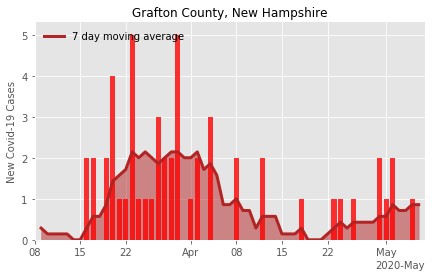 Grafton County, New Hampshire
7 day moving average
New Covid-19 Cases
5
4
3
2
1
0
08 15 22 Apr 08 15 22 May
2020-May